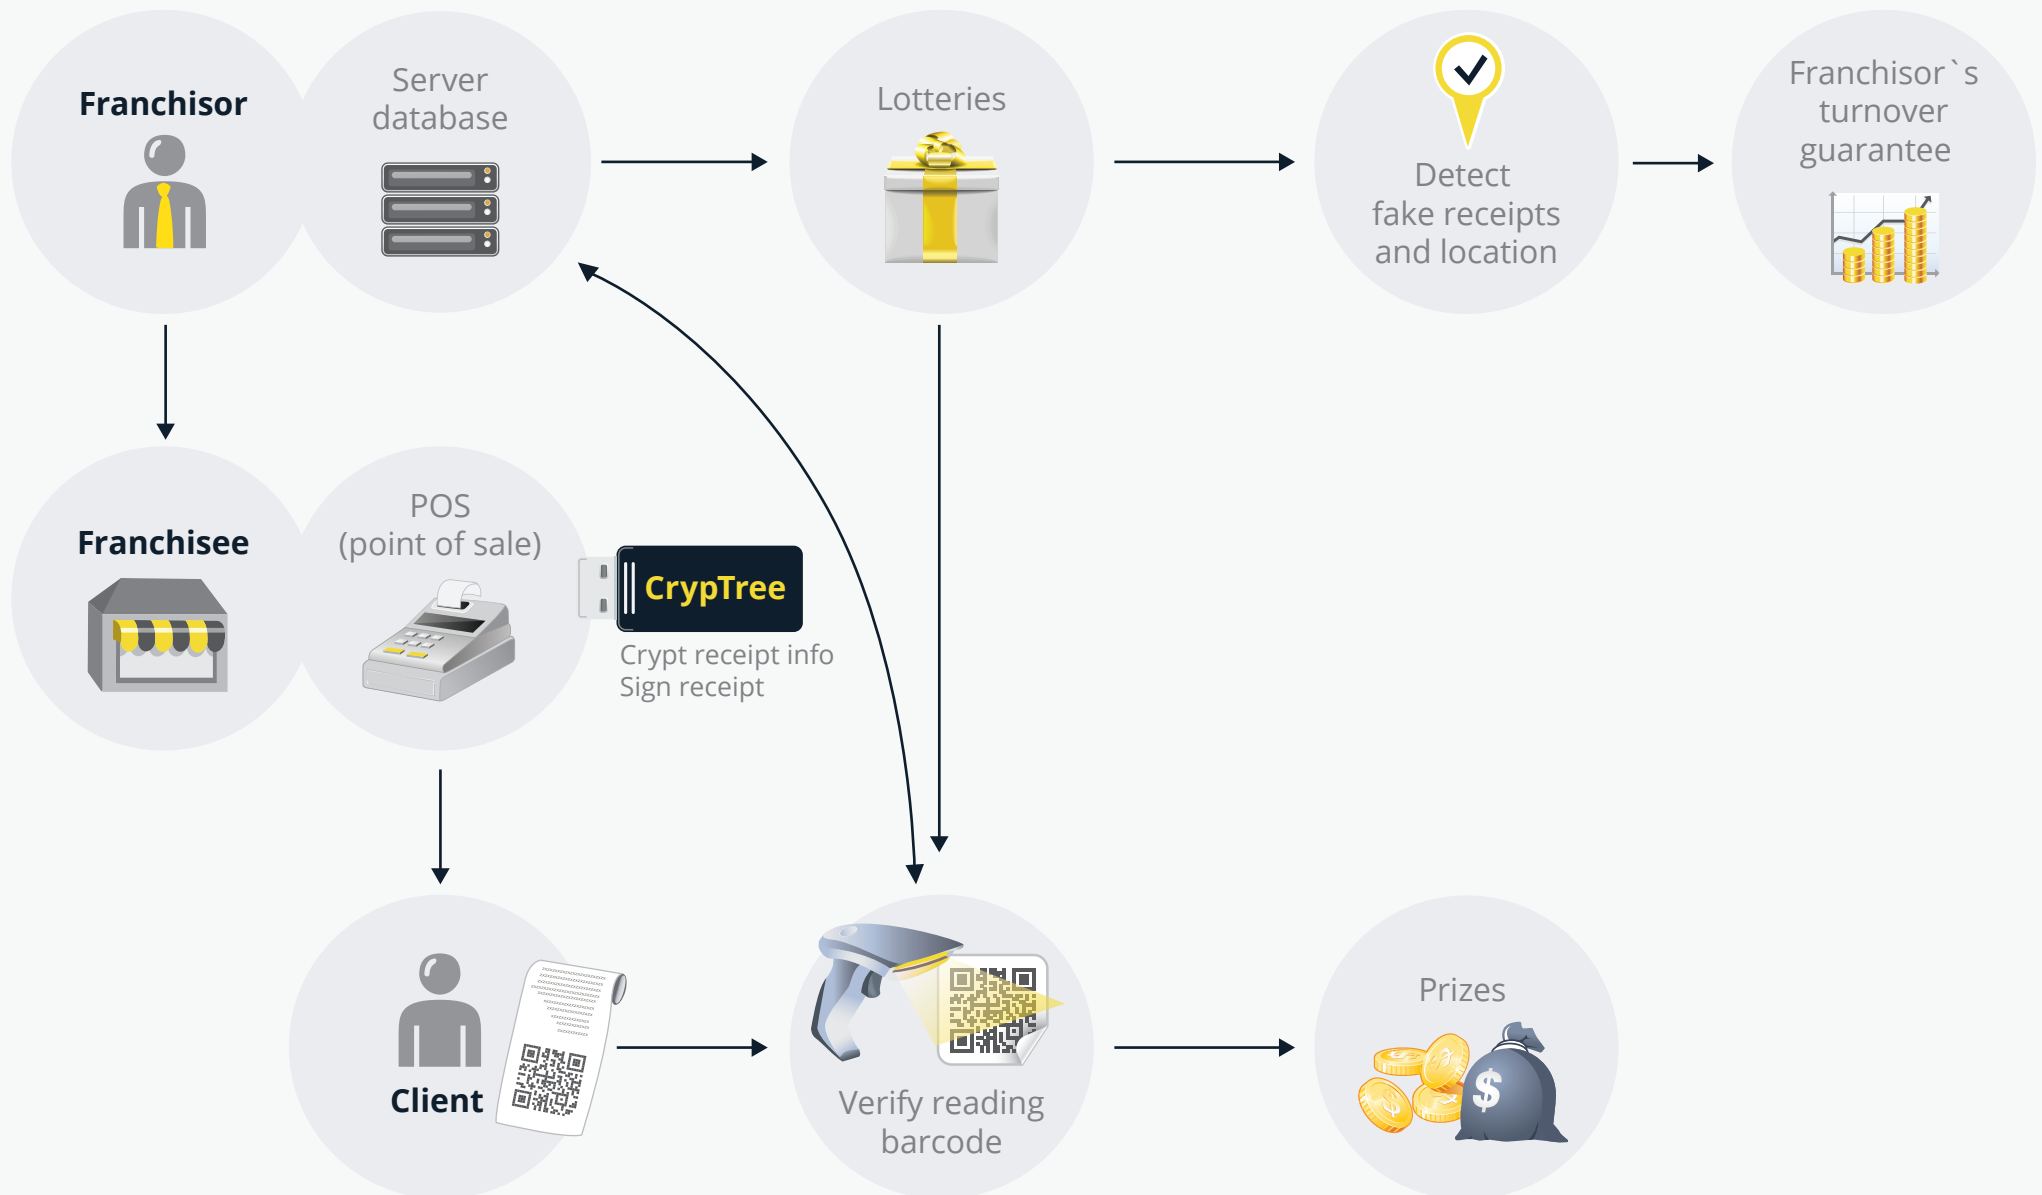 Franchisor
Server
database
Lotteries
Detect
fake receipts
and location
Franchisor`s
turnover
guarantee
Franchisee
POS
(point of sale)
CrypTree
Crypt receipt info
Sign receipt
Client
Verify reading
barcode
Prizes
$